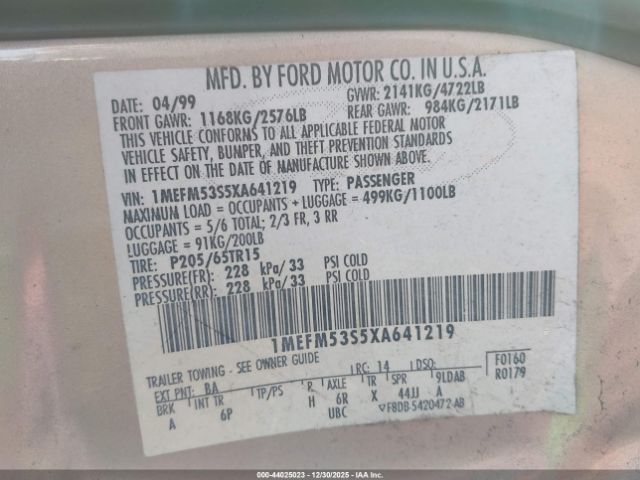 MFD. BY FORD MOTOR CO. IN U.S.A.
DATE: 04/99 GVWR: 2141KG/4722LB
FRONT GAWR: 1168KG/2576LB REAR GAWR: 984KG/2171LB
THIS VEHICLE CONFORMS TO ALL APPLICABLE FEDERAL MOTOR
VEHICLE SAFETY, BUMPER, AND THEFT PREVENTION STANDARDS
IN EFFECT ON THE DATE OF MANUFACTURE SHOWN ABOVE.
VIN: 1MEFM53S5XA641219 TYPE: PASSENGER
MAXIMUM LOAD = OCCUPANTS + LUGGAGE = 499KG/1100LB
OCCUPANTS = 5/6 TOTAL; 2/3 FR, 3 RR
LUGGAGE = 91KG/200LB
TIRE: P205/65TR15
PRESSURE(FR): 228 kPa/33 PSI COLD
PRESSURE(RR): 228 kPa/33 PSI COLD
1MEFM53S5XA641219
TRAILER TOWING - SEE OWNER GUIDE
EXT PNT: BA RC: 14 DSO: F0160
BRK INT TR TP/PS R AXLE TR SPR 9LDAB R0179
A 6P H 6R X 44JJ A
UBC VF8DB-5420472-AB
000-44025023 - 12/30/2025 - IAAI.ca